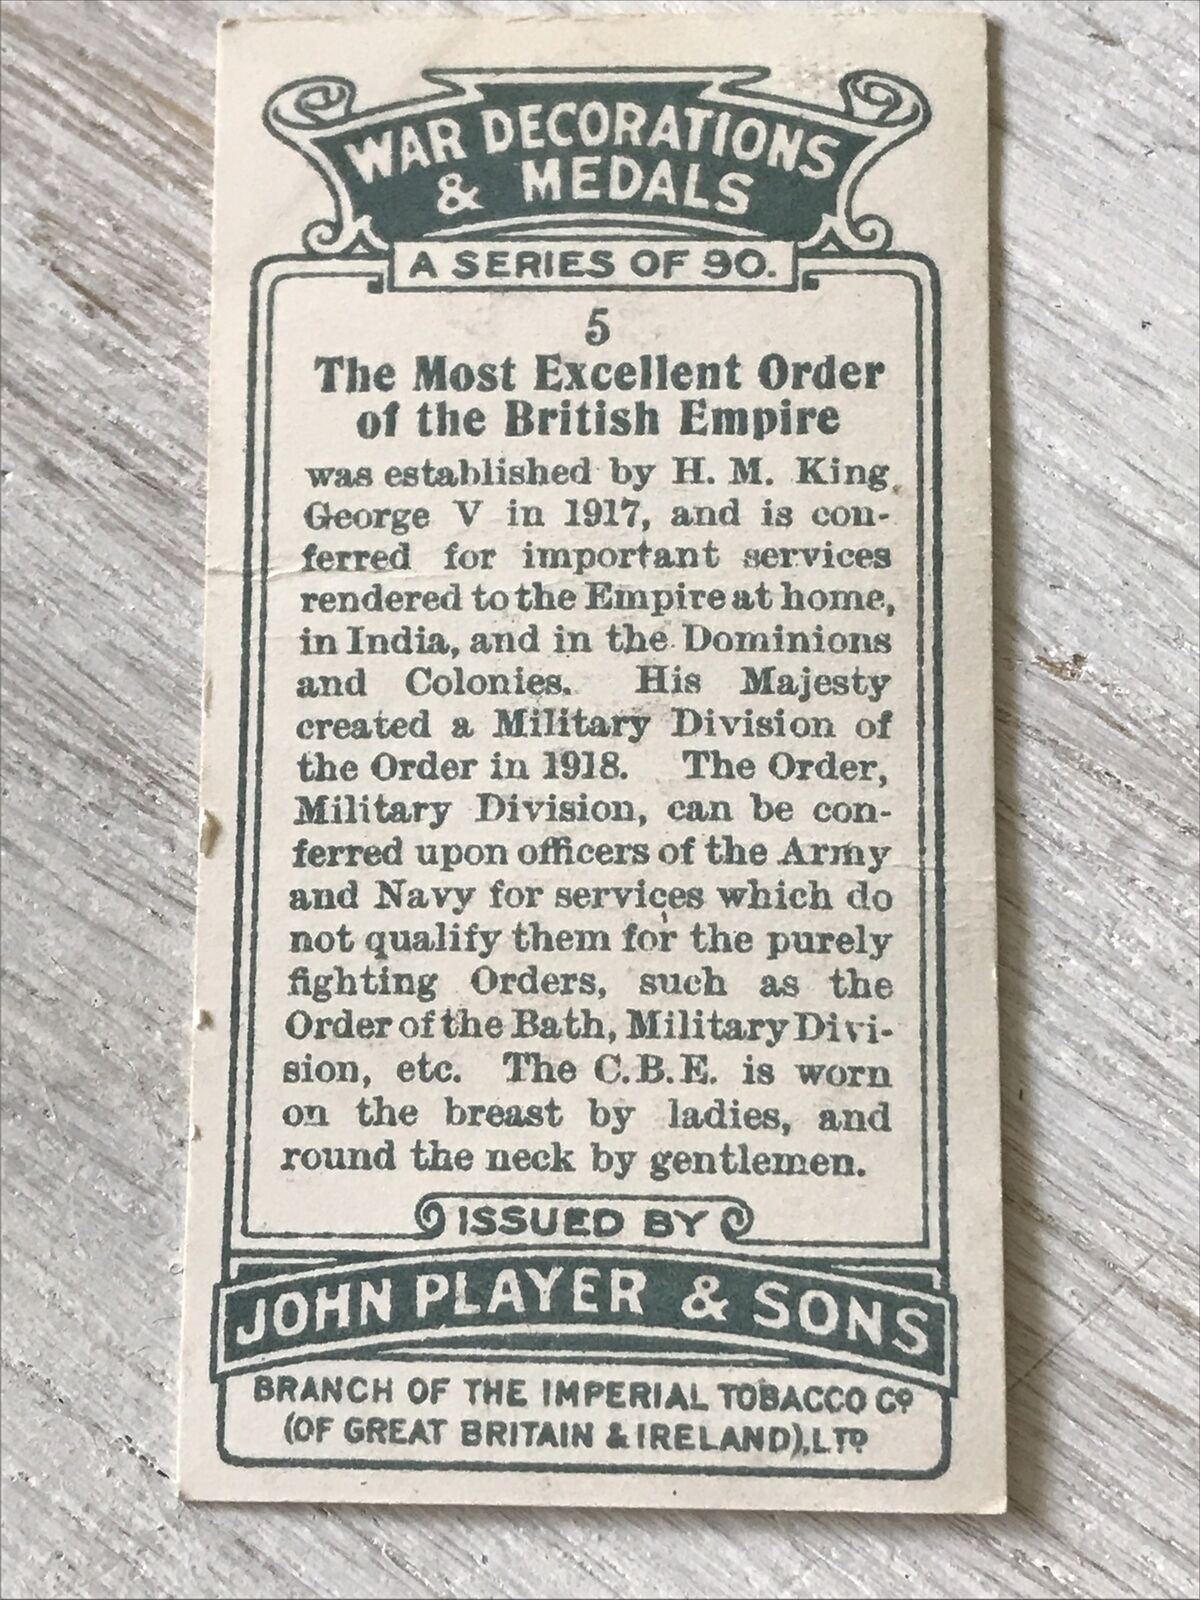 WAR DECORATIONS
& MEDALS
A SERIES OF 90.
5
The Most Excellent Order
of the British Empire
was established by H. M. King
George V in 1917, and is con-
ferred for important services
rendered to the Empire at home,
in India, and in the Dominions
and Colonies. His Majesty
created a Military Division of
the Order in 1918. The Order,
Military Division, can be con-
ferred upon officers of the Army
and Navy for services which do
not qualify them for the purely
fighting Orders, such as the
Order of the Bath, Military Divi-
sion, etc. The C.B.E. is worn
on the breast by ladies, and
round the neck by gentlemen.
ISSUED BY
JOHN PLAYER & SONS
BRANCH OF THE IMPERIAL TOBACCO Cº
(OF GREAT BRITAIN & IRELAND), LTD